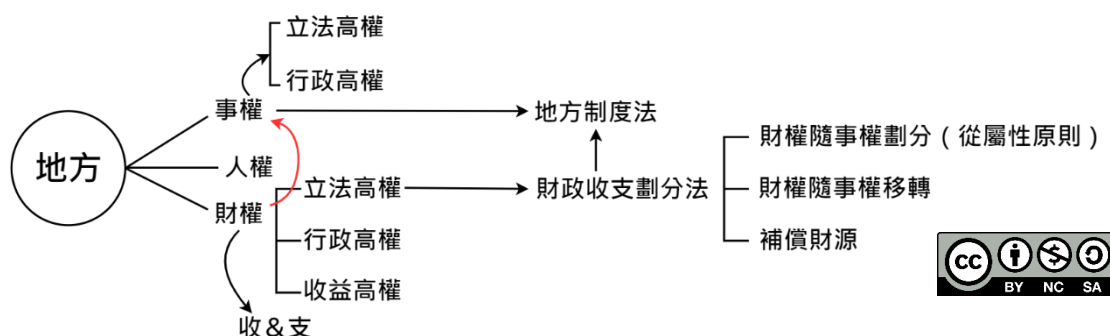 地方
事權
立法高權
行政高權
地方制度法
人權
財權
立法高權
行政高權
收益高權
收&支
財政收支劃分法
財權隨事權劃分（從屬性原則）
財權隨事權移轉
補償財源
CC
BY NC SA